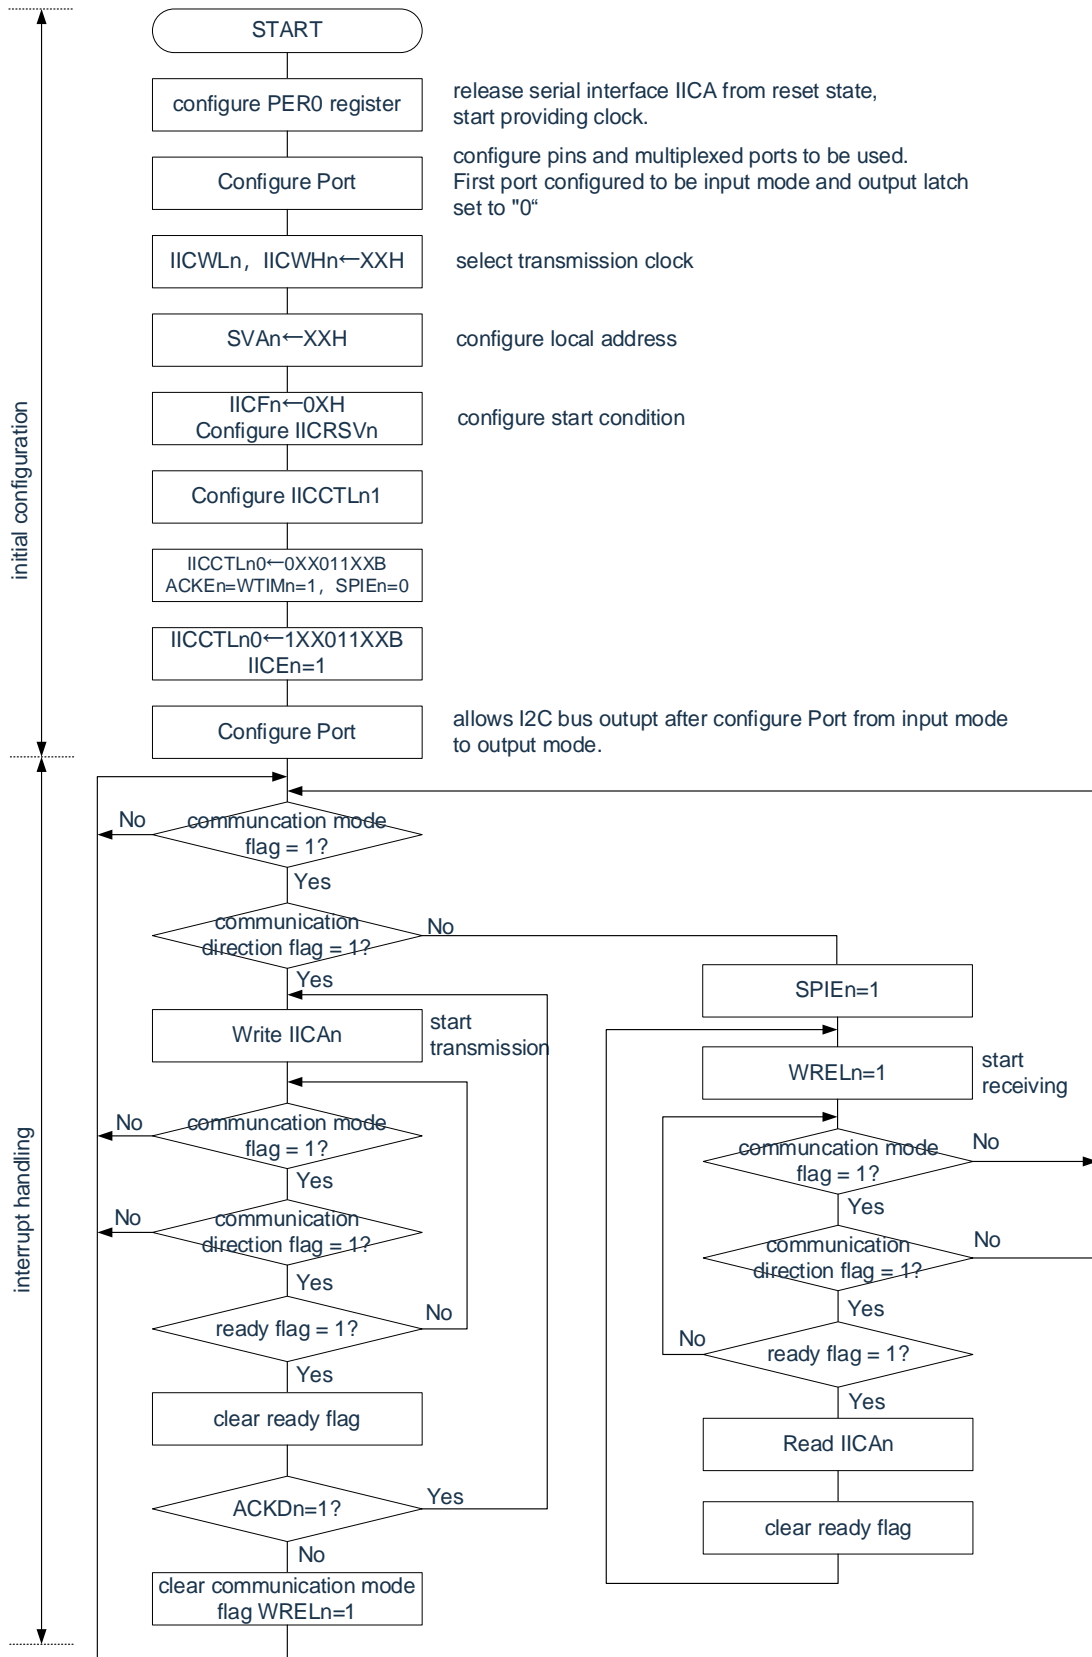 START
configure PER0 register
release serial interface IICA from reset state,
start providing clock.
Configure Port
configure pins and multiplexed ports to be used.
First port configured to be input mode and output latch
set to "0“
IICWLn, IICWHn←XXH
select transmission clock
SVAn←XXH
configure local address
IICFn←0XH
Configure IICRSVn
configure start condition
Configure IICCTLn1
initial configuration
IICCTLn0←0XX011XXB
ACKEn=WTIMn=1, SPIEn=0
IICCTLn0←1XX011XXB
IICEn=1
Configure Port
allows I2C bus outupt after configure Port from input mode
to output mode.
communcation mode
flag = 1?
No
Yes
communication
direction flag = 1?
No
Yes
Write IICAn
start
transmission
communcation mode
flag = 1?
No
Yes
communication
direction flag = 1?
No
Yes
ready flag = 1?
No
Yes
clear ready flag
ACKDn=1?
Yes
No
clear communication mode
flag WRELn=1
interrupt handling
SPIEn=1
WRELn=1
start
receiving
communcation mode
flag = 1?
No
Yes
communication
direction flag = 1?
No
Yes
ready flag = 1?
No
Yes
Read IICAn
clear ready flag